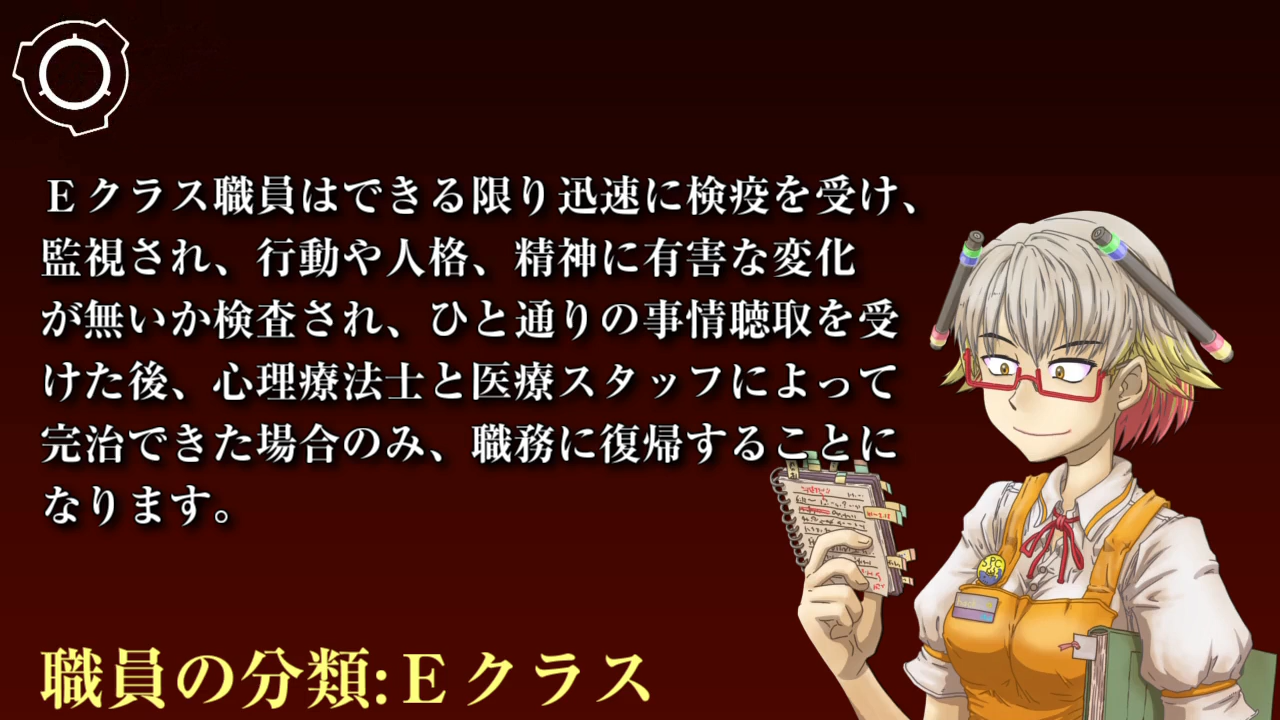 Ｅクラス職員はできる限り迅速に検疫を受け、
監視され、行動や人格、精神に有害な変化
が無いか検査され、ひと通りの事情聴取を受
けた後、心理療法士と医療スタッフによって
完治できた場合のみ、職務に復帰することに
なります。
職員の分類:Ｅクラス